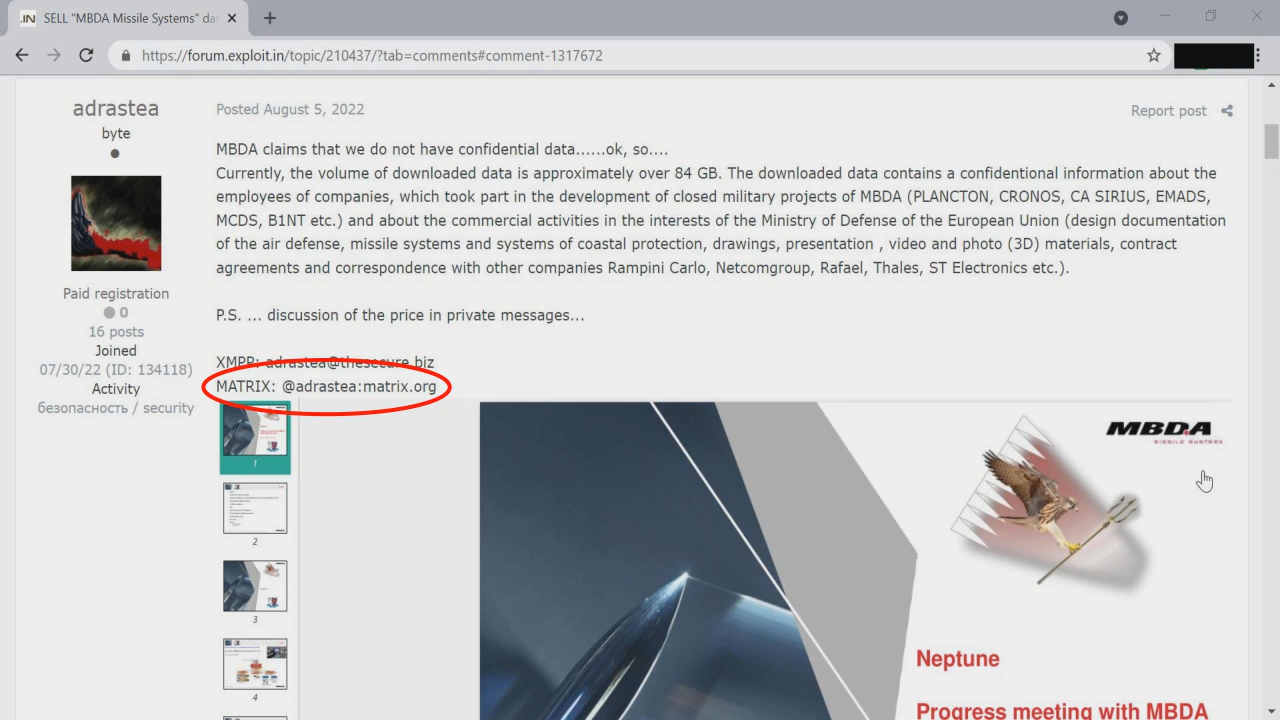 .IN SELL "MBDA Missile Systems" dat
https://forum.exploit.in/topic/210437/?tab=comments#comment-1317672
adrastea
byte
Paid registration
0
16 posts
Joined
07/30/22 (ID: 134118)
Activity
безопасность / security
Posted August 5, 2022
Report post
MBDA claims that we do not have confidential data......ok, so....
Currently, the volume of downloaded data is approximately over 84 GB. The downloaded data contains a confidentional information about the
employees of companies, which took part in the development of closed military projects of MBDA (PLANCTON, CRONOS, CA SIRIUS, EMADS,
MCDS, B1NT etc.) and about the commercial activities in the interests of the Ministry of Defense of the European Union (design documentation
of the air defense, missile systems and systems of coastal protection, drawings, presentation , video and photo (3D) materials, contract
agreements and correspondence with other companies Rampini Carlo, Netcomgroup, Rafael, Thales, ST Electronics etc.).
P.S. ... discussion of the price in private messages...
XMPP: adrastea@thesecure.biz
MATRIX: @adrastea:matrix.org
1
2
3
4
MBDA
MISSILE SYSTEMS
Neptune
Progress meeting with MBDA